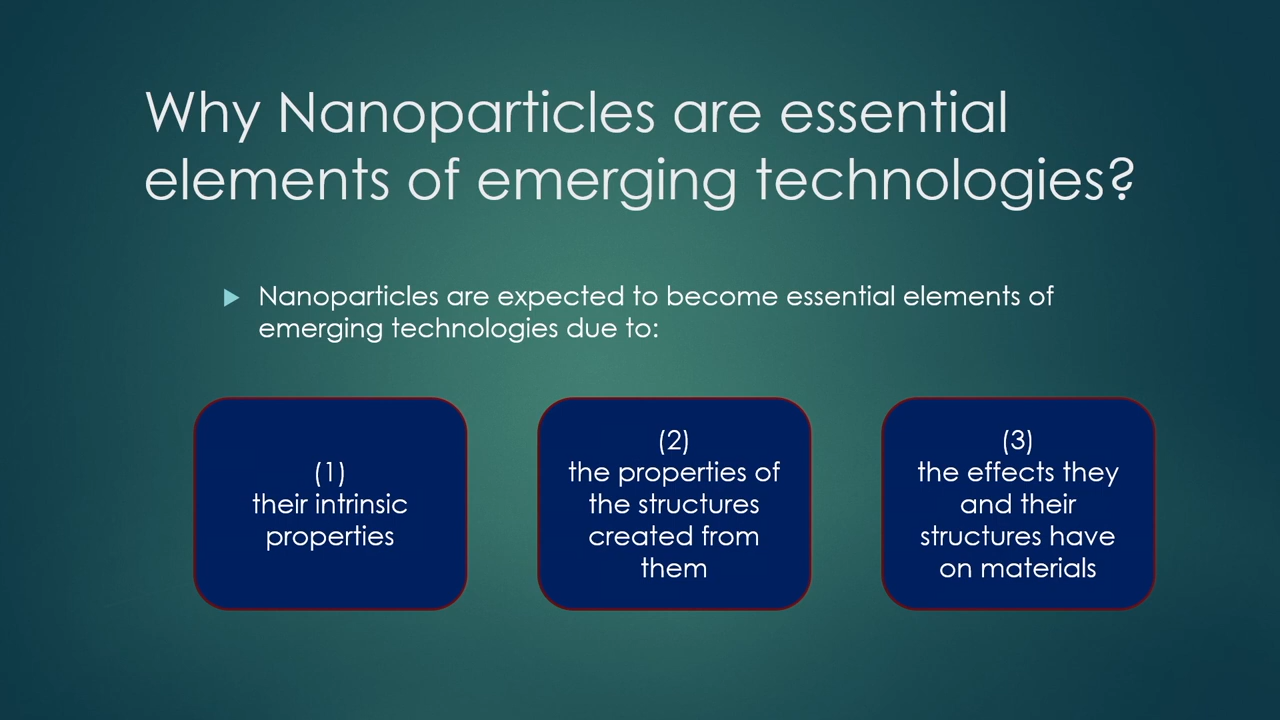 Why Nanoparticles are essential
elements of emerging technologies?
Nanoparticles are expected to become essential elements of
emerging technologies due to:
(1)
their intrinsic
properties
(2)
the properties of
the structures
created from
them
(3)
the effects they
and their
structures have
on materials